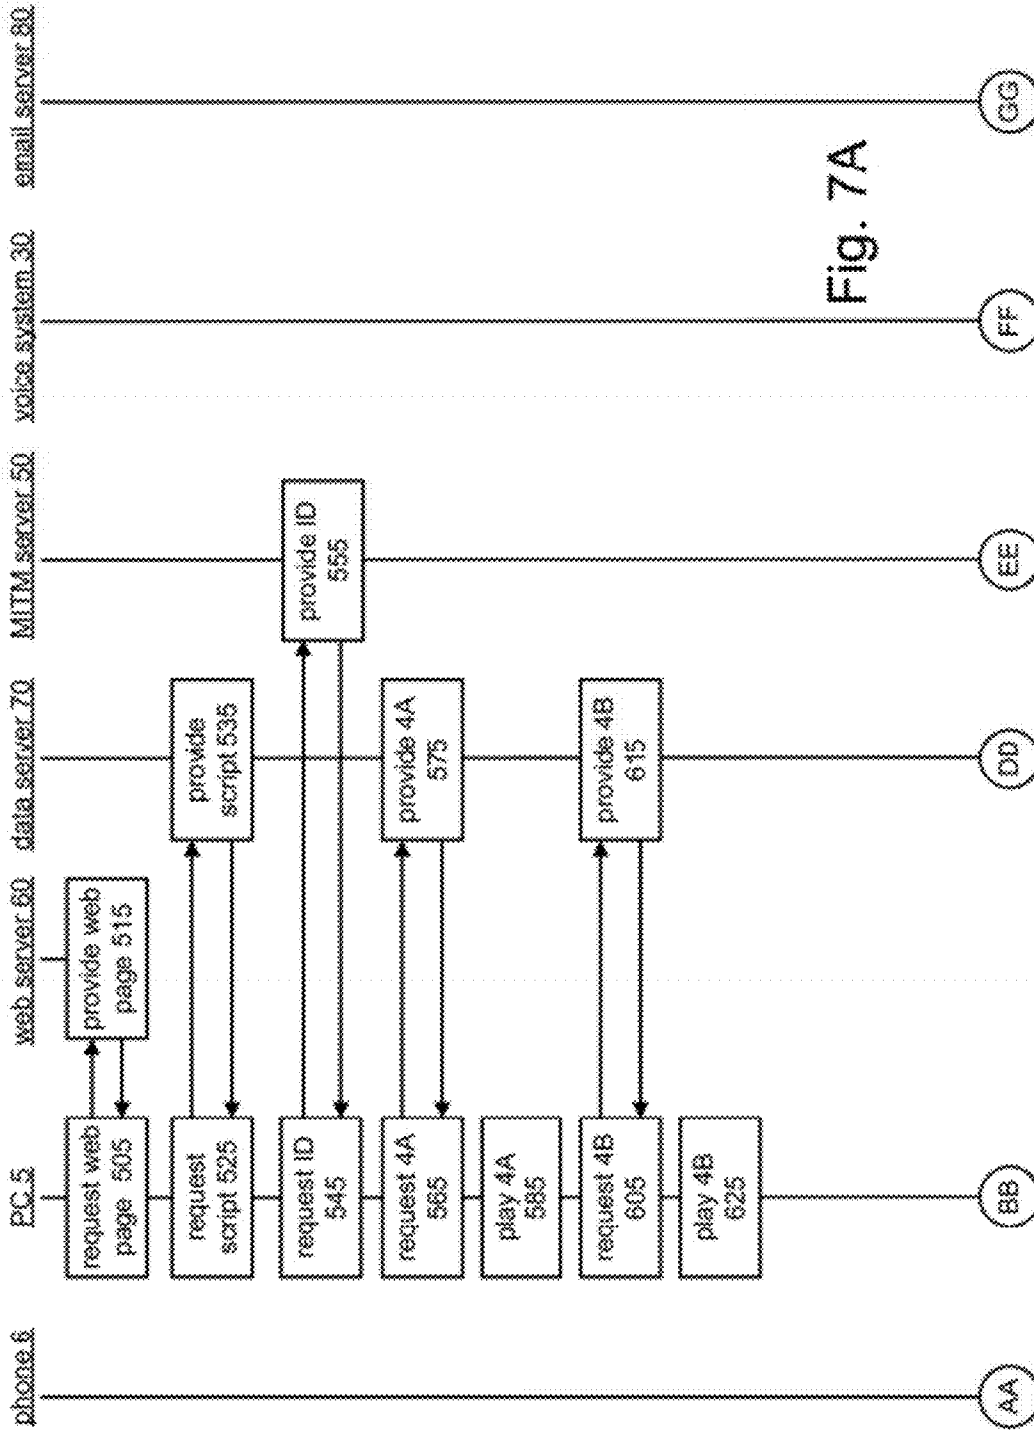 phone 6
PC 5
web server 60
data server 70
MITM server 50
voice system 30
email server 80
request web
page 505
provide web
page 515
request
script 525
provide
script 535
request ID
545
provide ID
555
request 4A
565
provide 4A
575
play 4A
585
request 4B
605
provide 4B
615
play 4B
625
AA
BB
DD
EE
FF
GG
Fig. 7A